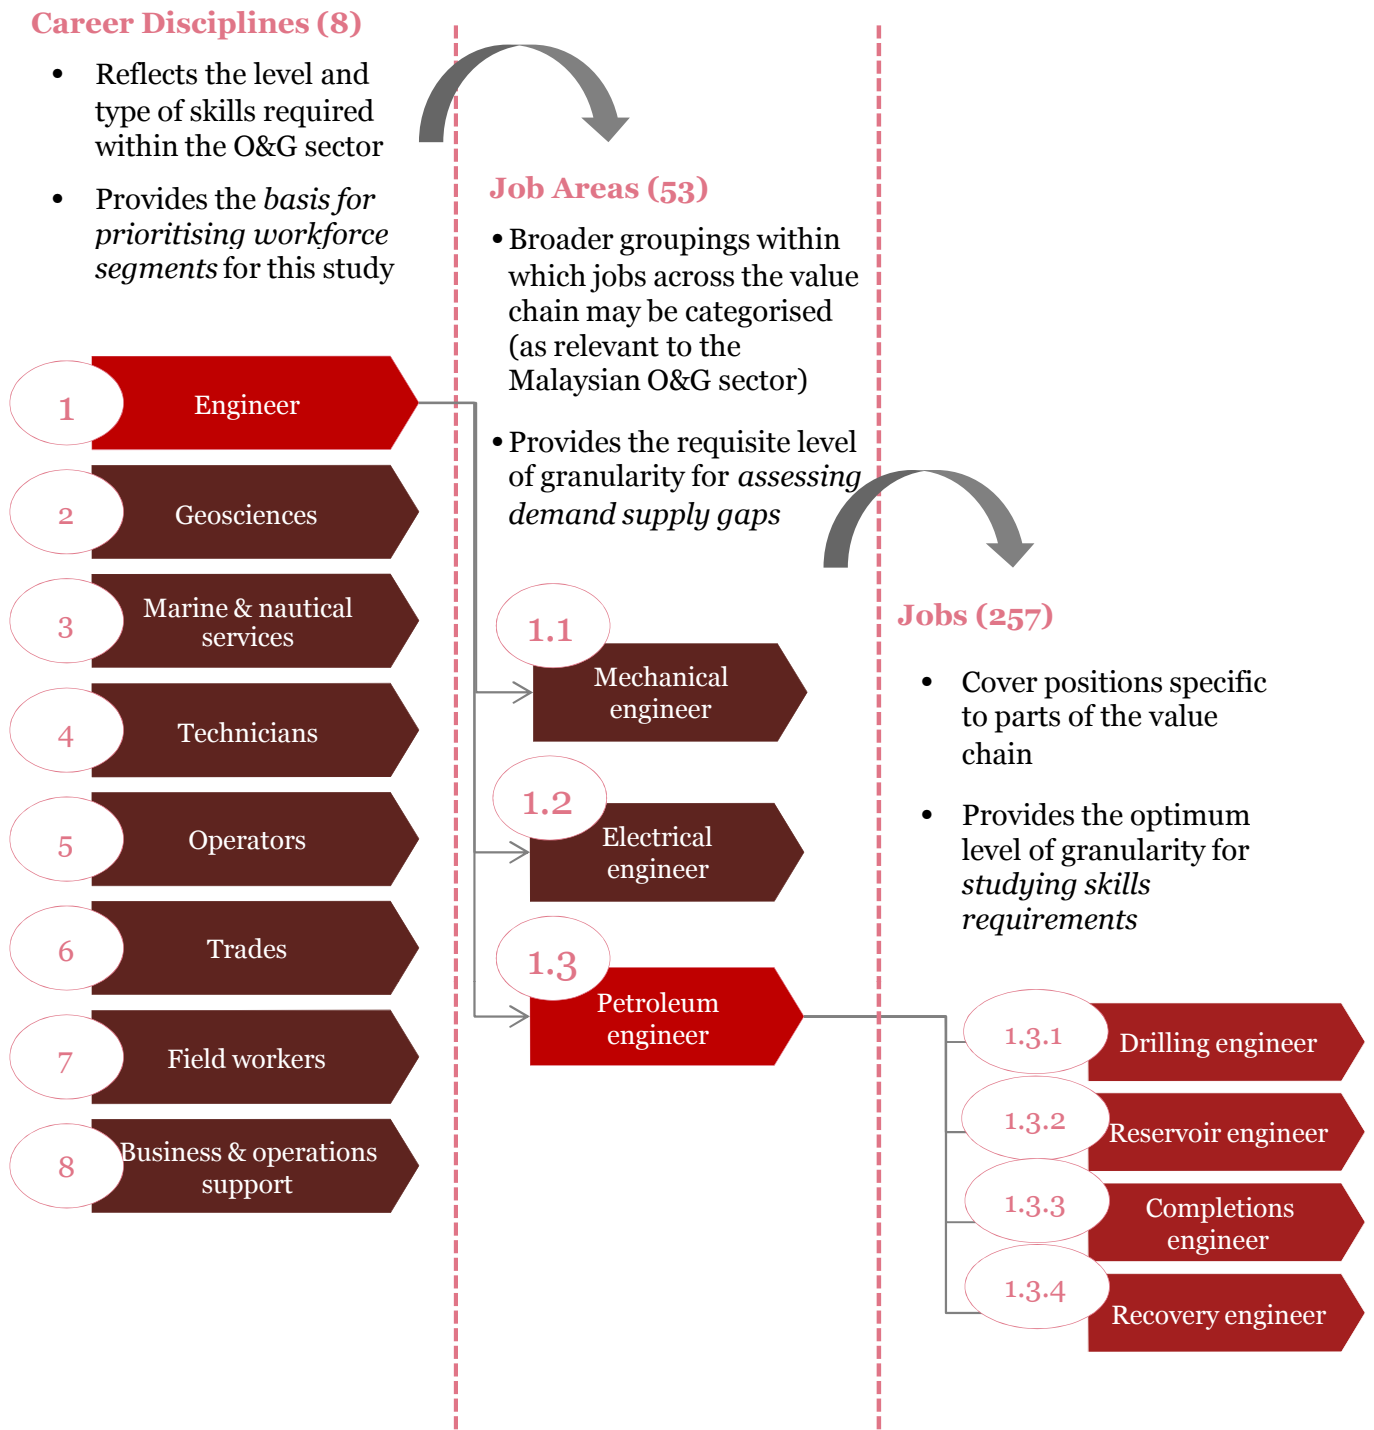 Career Disciplines (8)
• Reflects the level and
type of skills required
within the O&G sector
• Provides the basis for
prioritising workforce
segments for this study
1
Engineer
2
Geosciences
3
Marine & nautical
services
4
Technicians
5
Operators
6
Trades
7
Field workers
8
Business & operations
support
Job Areas (53)
• Broader groupings within
which jobs across the value
chain may be categorised
(as relevant to the
Malaysian O&G sector)
• Provides the requisite level
of granularity for assessing
demand supply gaps
1.1
Mechanical
engineer
1.2
Electrical
engineer
1.3
Petroleum
engineer
Jobs (257)
• Cover positions specific
to parts of the value
chain
• Provides the optimum
level of granularity for
studying skills
requirements
1.3.1
Drilling engineer
1.3.2
Reservoir engineer
1.3.3
Completions
engineer
1.3.4
Recovery engineer